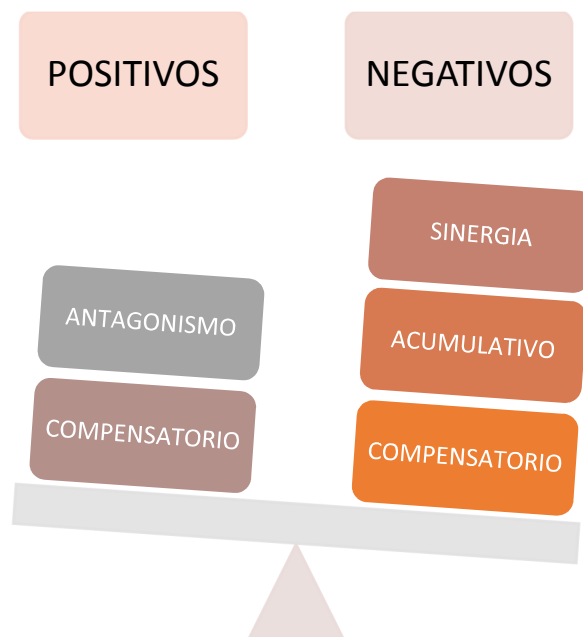 POSITIVOS
NEGATIVOS
SINERGIA
ANTAGONISMO
ACUMULATIVO
COMPENSATORIO
COMPENSATORIO